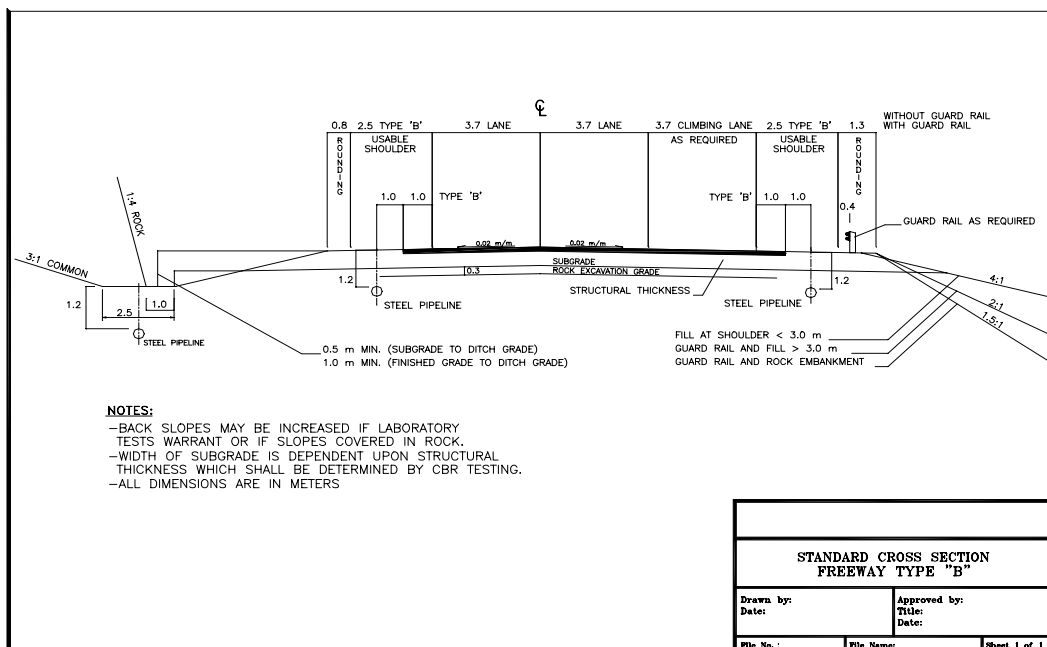 ℄
0.8 2.5 TYPE 'B' 3.7 LANE 3.7 LANE 3.7 CLIMBING LANE 2.5 TYPE 'B' 1.3
WITHOUT GUARD RAIL
WITH GUARD RAIL
USABLE
SHOULDER
AS REQUIRED
USABLE
SHOULDER
ROUNDING
ROUNDING
1.0 1.0 TYPE 'B'
TYPE 'B' 1.0 1.0
0.4
GUARD RAIL AS REQUIRED
1:4 ROCK
3:1 COMMON
0.02 m/m 0.02 m/m
SUBGRADE
0.3 ROCK EXCAVATION GRADE
STRUCTURAL THICKNESS
1.2
1.2
1.2
1.0
2.5
STEEL PIPELINE
STEEL PIPELINE
STEEL PIPELINE
4:1
2:1
1.5:1
0.5 m MIN. (SUBGRADE TO DITCH GRADE)
1.0 m MIN. (FINISHED GRADE TO DITCH GRADE)
FILL AT SHOULDER < 3.0 m
GUARD RAIL AND FILL > 3.0 m
GUARD RAIL AND ROCK EMBANKMENT
NOTES:
-BACK SLOPES MAY BE INCREASED IF LABORATORY
TESTS WARRANT OR IF SLOPES COVERED IN ROCK.
-WIDTH OF SUBGRADE IS DEPENDENT UPON STRUCTURAL
THICKNESS WHICH SHALL BE DETERMINED BY CBR TESTING.
-ALL DIMENSIONS ARE IN METERS
STANDARD CROSS SECTION
FREEWAY TYPE "B"
Drawn by:
Date:
Approved by:
Title:
Date:
File No.:
File Name:
Sheet 1 of 1